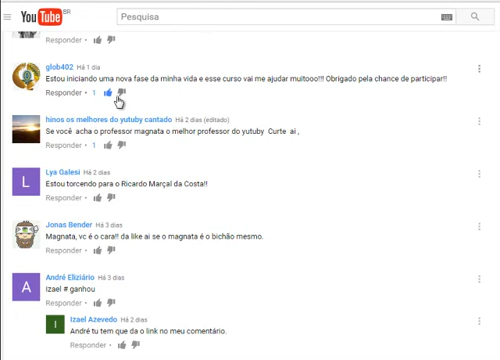 YouTube BR
Pesquisa
Responder •
glob402 Há 1 dia
Estou iniciando uma nova fase da minha vida e esse curso vai me ajudar muitooo!!! Obrigado pela chance de participar!!
Responder • 1
hinos os melhores do yutuby cantado Há 2 dias (editado)
Se você acha o professor magnata o melhor professor do yutuby Curte ai ,
Responder • 1
L
Lya Galesi Há 2 dias
Estou torcendo para o Ricardo Marçal da Costa!!
Responder •
Jonas Bender Há 3 dias
Magnata, vc é o cara!! da like ai se o magnata é o bichão mesmo.
Responder •
A
André Eliziário Há 3 dias
Izael # ganhou
Responder •
I
Izael Azevedo Há 2 dias
André tu tem que da o link no meu comentário.
Responder •